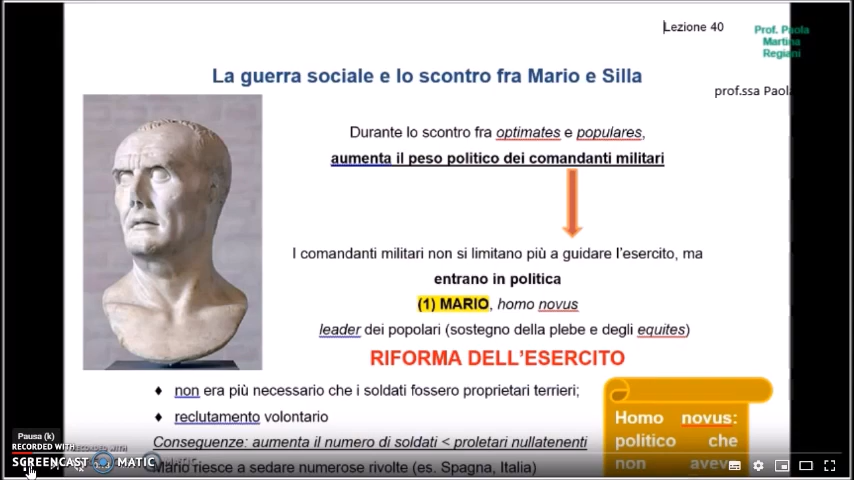 Lezione 40
Prof. Paola
Martina
Regiani
La guerra sociale e lo scontro fra Mario e Silla
prof.ssa Paola
Durante lo scontro fra optimates e populares,
aumenta il peso politico dei comandanti militari
I comandanti militari non si limitano più a guidare l'esercito, ma
entrano in politica
(1) MARIO, homo novus
leader dei popolari (sostegno della plebe e degli equites)
RIFORMA DELL'ESERCITO
♦ non era più necessario che i soldati fossero proprietari terrieri;
♦ reclutamento volontario
Conseguenze: aumenta il numero di soldati < proletari nullatenenti
Mario riesce a sedare numerose rivolte (es. Spagna, Italia)
Homo novus:
politico che
non avev
Pausa (k)
RECORDED WITH
SCREENCAST MATIC